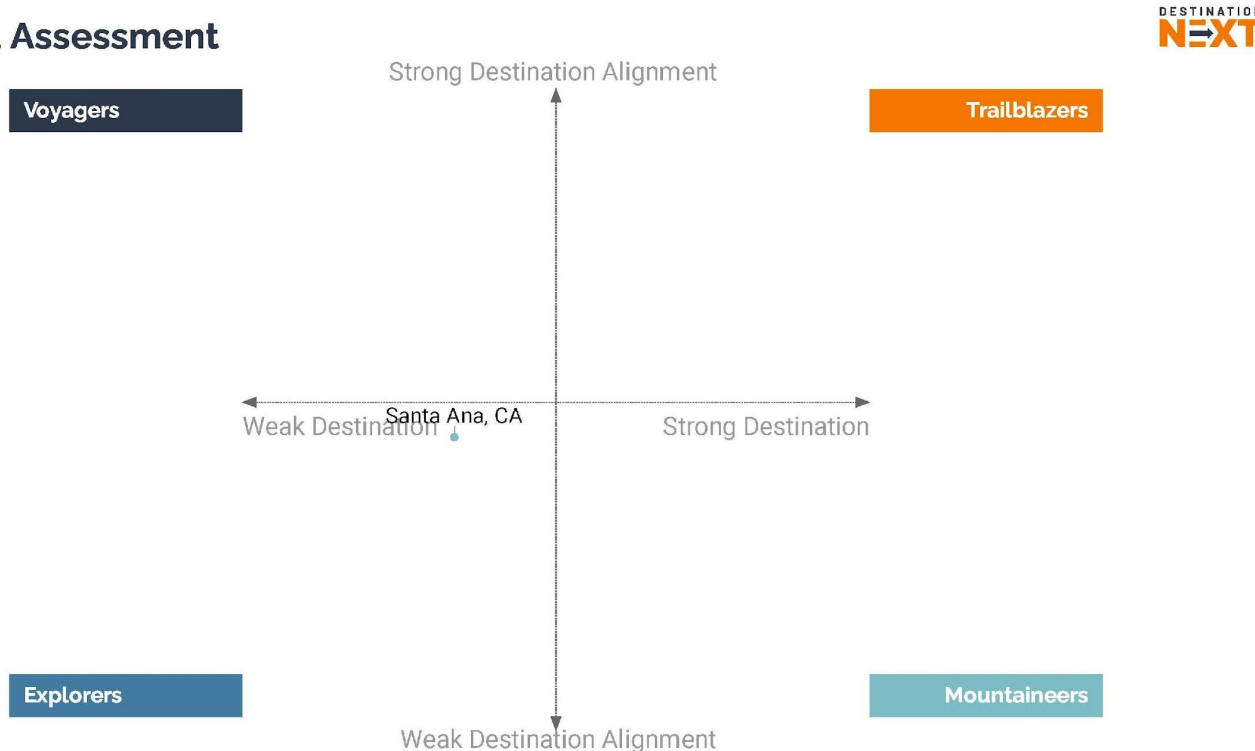 Assessment
DESTINATION
NEXT
Strong Destination Alignment
Voyagers
Trailblazers
Santa Ana, CA
Weak Destination
Strong Destination
Explorers
Mountaineers
Weak Destination Alignment